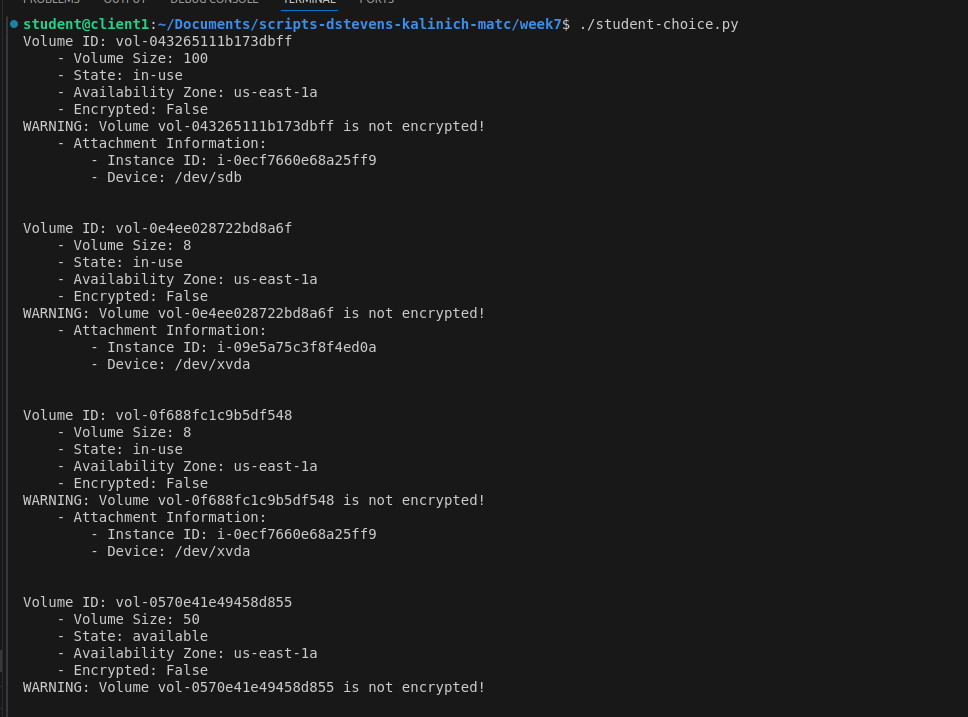 PROBLEMS OUTPUT DEBUG CONSOLE TERMINAL PORTS
student@client1:~/Documents/scripts-dstevens-kalinich-matc/week7$ ./student-choice.py
Volume ID: vol-043265111b173dbff
    - Volume Size: 100
    - State: in-use
    - Availability Zone: us-east-1a
    - Encrypted: False
WARNING: Volume vol-043265111b173dbff is not encrypted!
    - Attachment Information:
        - Instance ID: i-0ecf7660e68a25ff9
        - Device: /dev/sdb
Volume ID: vol-0e4ee028722bd8a6f
    - Volume Size: 8
    - State: in-use
    - Availability Zone: us-east-1a
    - Encrypted: False
WARNING: Volume vol-0e4ee028722bd8a6f is not encrypted!
    - Attachment Information:
        - Instance ID: i-09e5a75c3f8f4ed0a
        - Device: /dev/xvda
Volume ID: vol-0f688fc1c9b5df548
    - Volume Size: 8
    - State: in-use
    - Availability Zone: us-east-1a
    - Encrypted: False
WARNING: Volume vol-0f688fc1c9b5df548 is not encrypted!
    - Attachment Information:
        - Instance ID: i-0ecf7660e68a25ff9
        - Device: /dev/xvda
Volume ID: vol-0570e41e49458d855
    - Volume Size: 50
    - State: available
    - Availability Zone: us-east-1a
    - Encrypted: False
WARNING: Volume vol-0570e41e49458d855 is not encrypted!